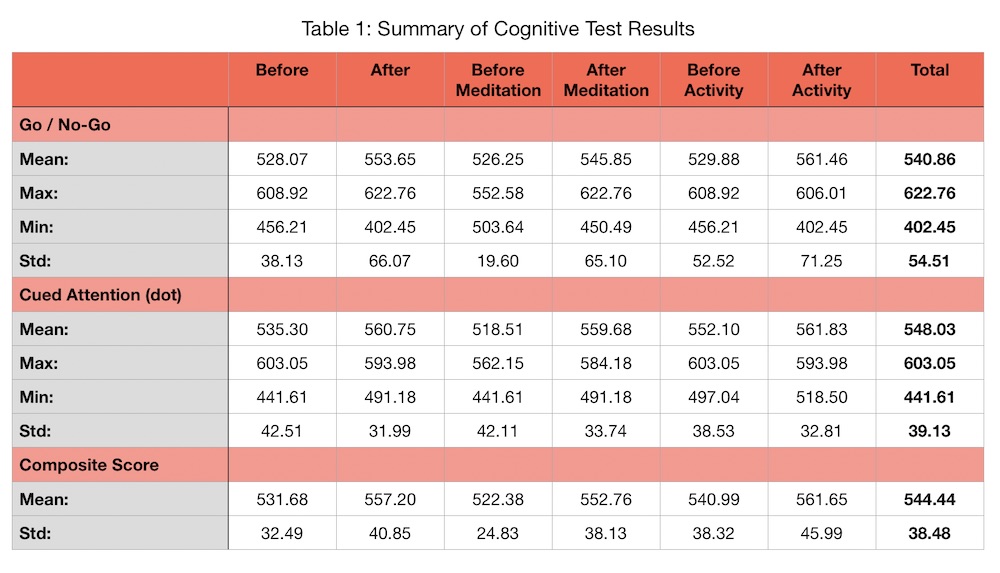 Table 1: Summary of Cognitive Test Results
Before After Before Meditation After Meditation Before Activity After Activity Total
Go / No-Go
Mean: 528.07 553.65 526.25 545.85 529.88 561.46 540.86
Max: 608.92 622.76 552.58 622.76 608.92 606.01 622.76
Min: 456.21 402.45 503.64 450.49 456.21 402.45 402.45
Std: 38.13 66.07 19.60 65.10 52.52 71.25 54.51
Cued Attention (dot)
Mean: 535.30 560.75 518.51 559.68 552.10 561.83 548.03
Max: 603.05 593.98 562.15 584.18 603.05 593.98 603.05
Min: 441.61 491.18 441.61 491.18 497.04 518.50 441.61
Std: 42.51 31.99 42.11 33.74 38.53 32.81 39.13
Composite Score
Mean: 531.68 557.20 522.38 552.76 540.99 561.65 544.44
Std: 32.49 40.85 24.83 38.13 38.32 45.99 38.48